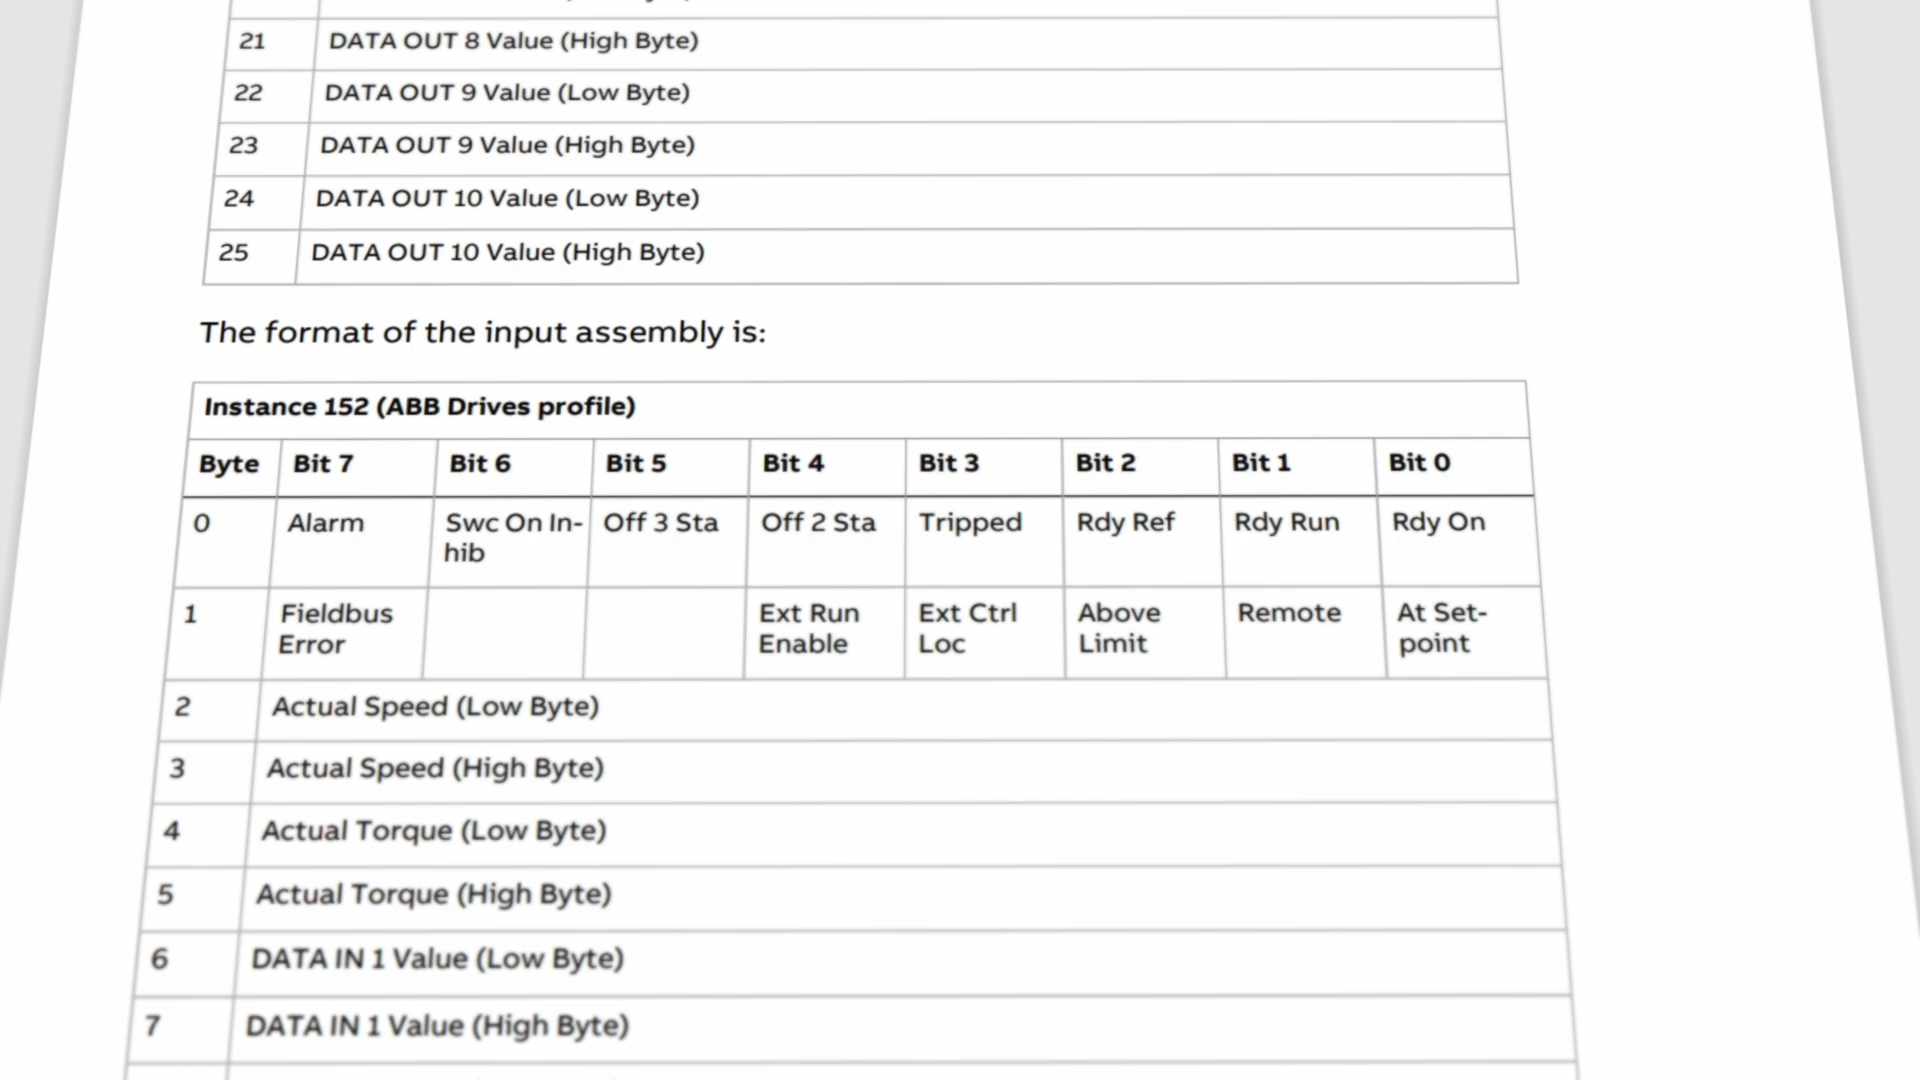 21 DATA OUT 8 Value (High Byte)
22 DATA OUT 9 Value (Low Byte)
23 DATA OUT 9 Value (High Byte)
24 DATA OUT 10 Value (Low Byte)
25 DATA OUT 10 Value (High Byte)
The format of the input assembly is:
Instance 152 (ABB Drives profile)
Byte Bit 7 Bit 6 Bit 5 Bit 4 Bit 3 Bit 2 Bit 1 Bit 0
0 Alarm Swc On In- Off 3 Sta Off 2 Sta Tripped Rdy Ref Rdy Run Rdy On
hib
1 Fieldbus Ext Run Ext Ctrl Above Remote At Set-
Error Enable Loc Limit point
2 Actual Speed (Low Byte)
3 Actual Speed (High Byte)
4 Actual Torque (Low Byte)
5 Actual Torque (High Byte)
6 DATA IN 1 Value (Low Byte)
7 DATA IN 1 Value (High Byte)